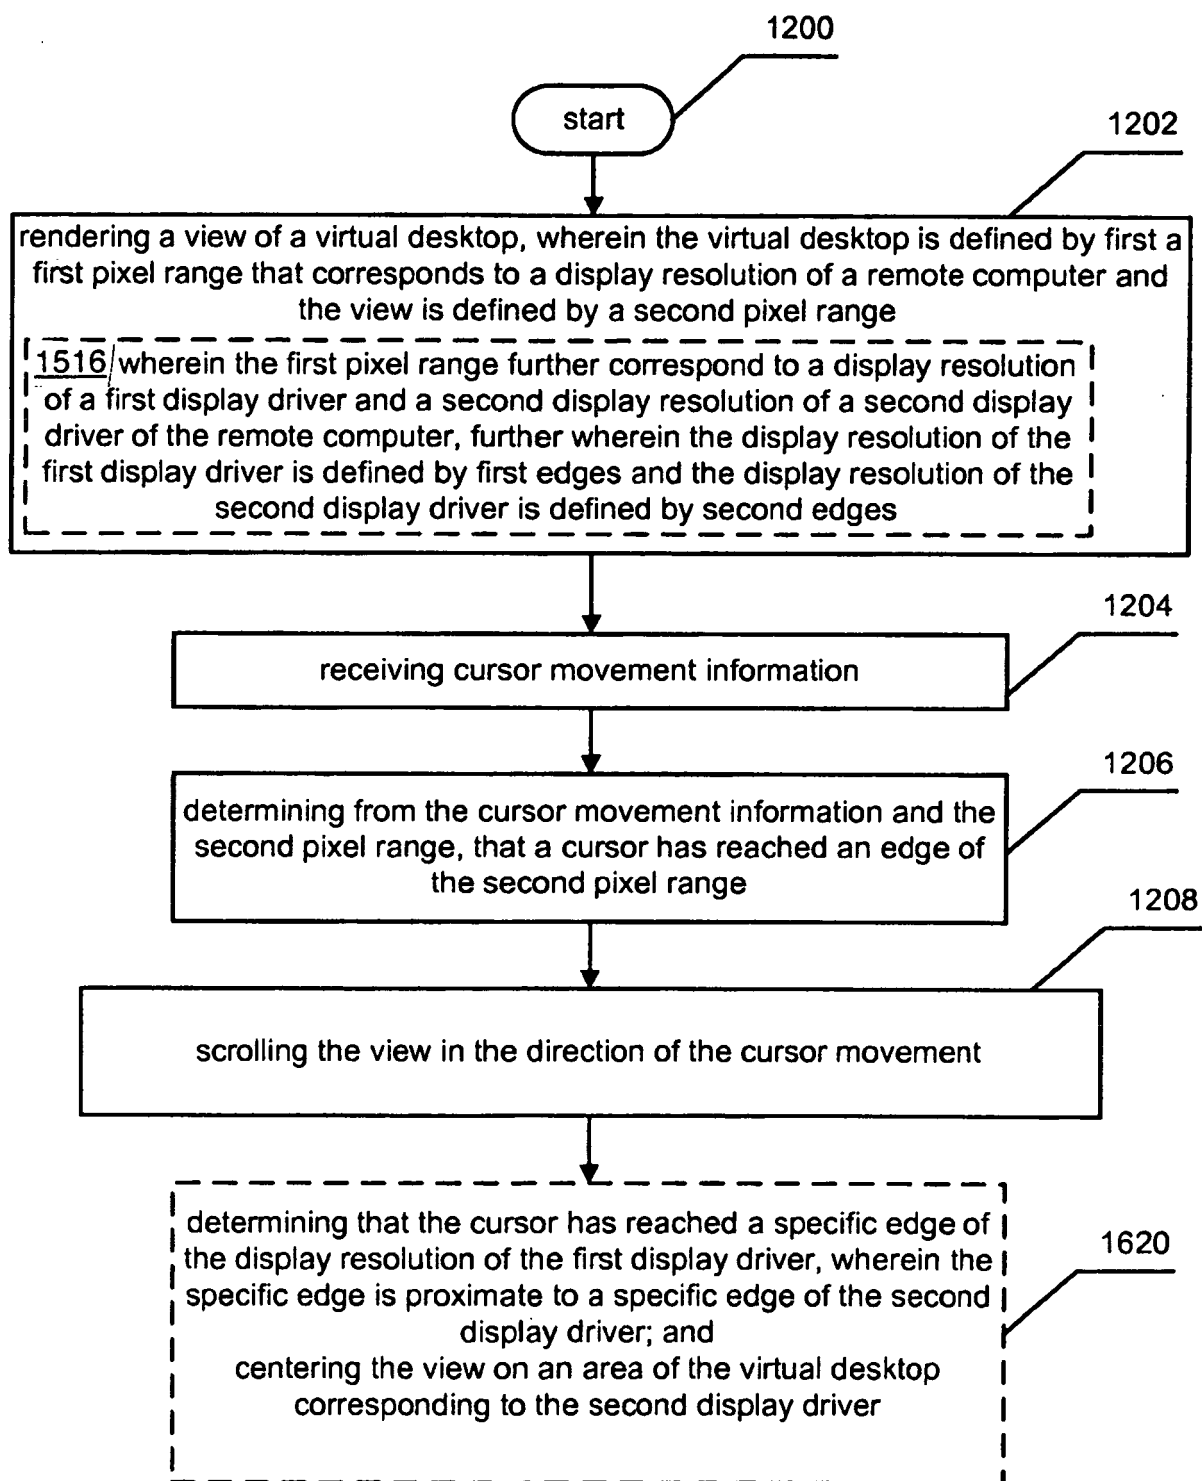 1200
start
1202
rendering a view of a virtual desktop, wherein the virtual desktop is defined by first a
first pixel range that corresponds to a display resolution of a remote computer and
the view is defined by a second pixel range
1516 wherein the first pixel range further correspond to a display resolution
of a first display driver and a second display resolution of a second display
driver of the remote computer, further wherein the display resolution of the
first display driver is defined by first edges and the display resolution of the
second display driver is defined by second edges
1204
receiving cursor movement information
1206
determining from the cursor movement information and the
second pixel range, that a cursor has reached an edge of
the second pixel range
1208
scrolling the view in the direction of the cursor movement
determining that the cursor has reached a specific edge of
the display resolution of the first display driver, wherein the
specific edge is proximate to a specific edge of the second
display driver; and
centering the view on an area of the virtual desktop
corresponding to the second display driver
1620